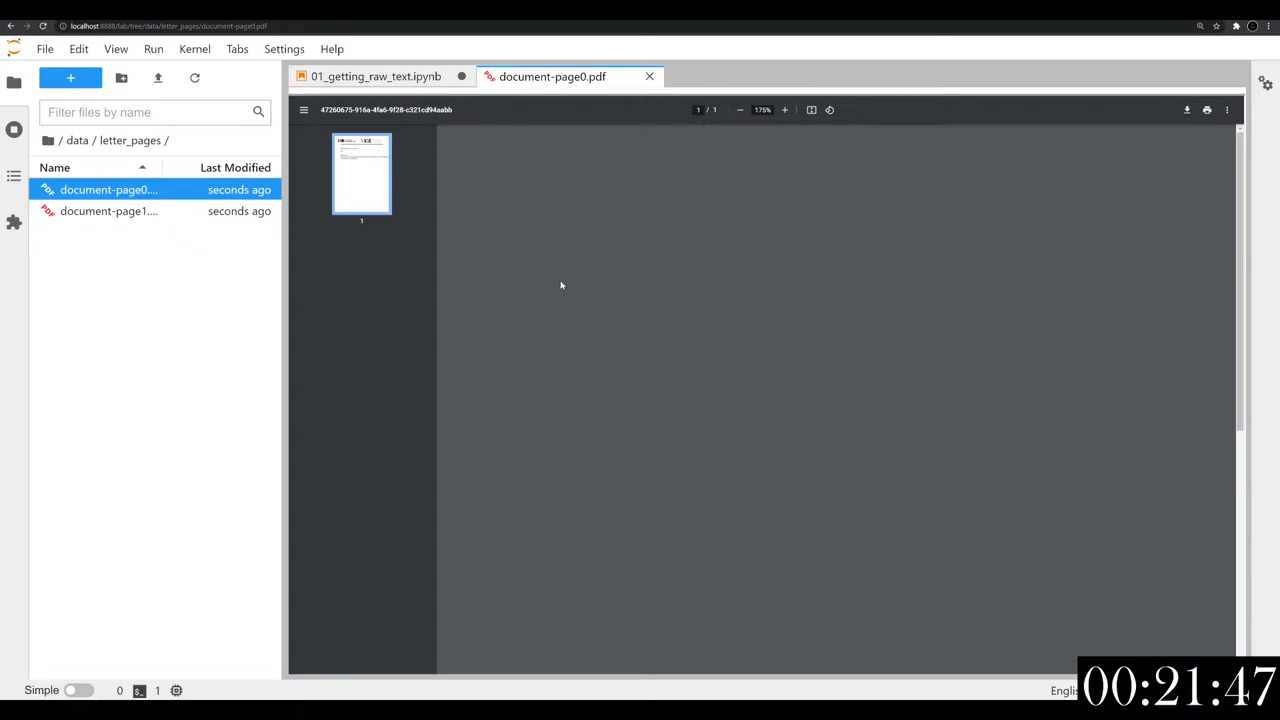 localhost:8888/lab/tree/data/letter_pages/document-page0.pdf
File Edit View Run Kernel Tabs Settings Help
+
01_getting_raw_text.ipynb
document-page0.pdf
Filter files by name
47260675-916a-4fa6-9f28-c321cd94aabb
1 / 1
175%
/ data / letter_pages /
Name Last Modified
document-page0.... seconds ago
document-page1.... seconds ago
1
Simple 0 $_ 1
Englis
00:21:47